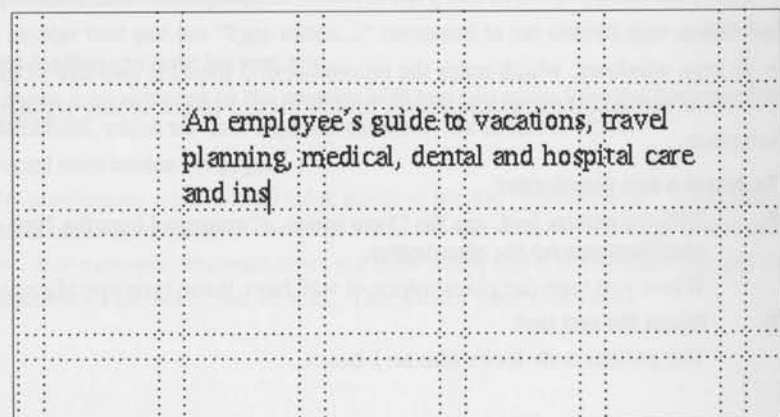 An employee's guide to vacations, travel
planning, medical, dental and hospital care
and ins